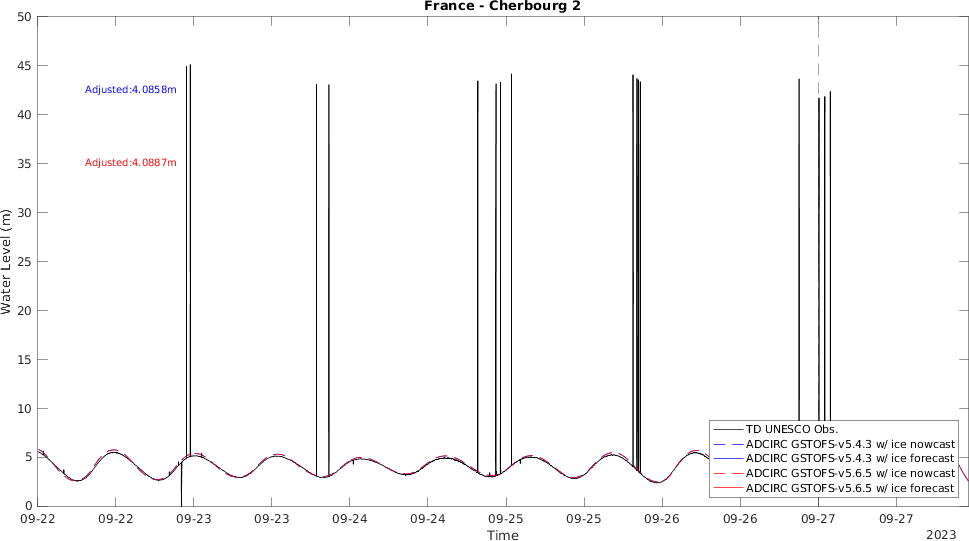 France - Cherbourg 2
50
45
40
35
30
25
20
15
10
5
0
Water Level (m)
Adjusted:4.0858m
Adjusted:4.0887m
TD UNESCO Obs.
ADCIRC GSTOFS-v5.4.3 w/ ice nowcast
ADCIRC GSTOFS-v5.4.3 w/ ice forecast
ADCIRC GSTOFS-v5.6.5 w/ ice nowcast
ADCIRC GSTOFS-v5.6.5 w/ ice forecast
09-22 09-22 09-23 09-23 09-24 09-24 09-25 09-25 09-26 09-26 09-27 09-27
Time
2023